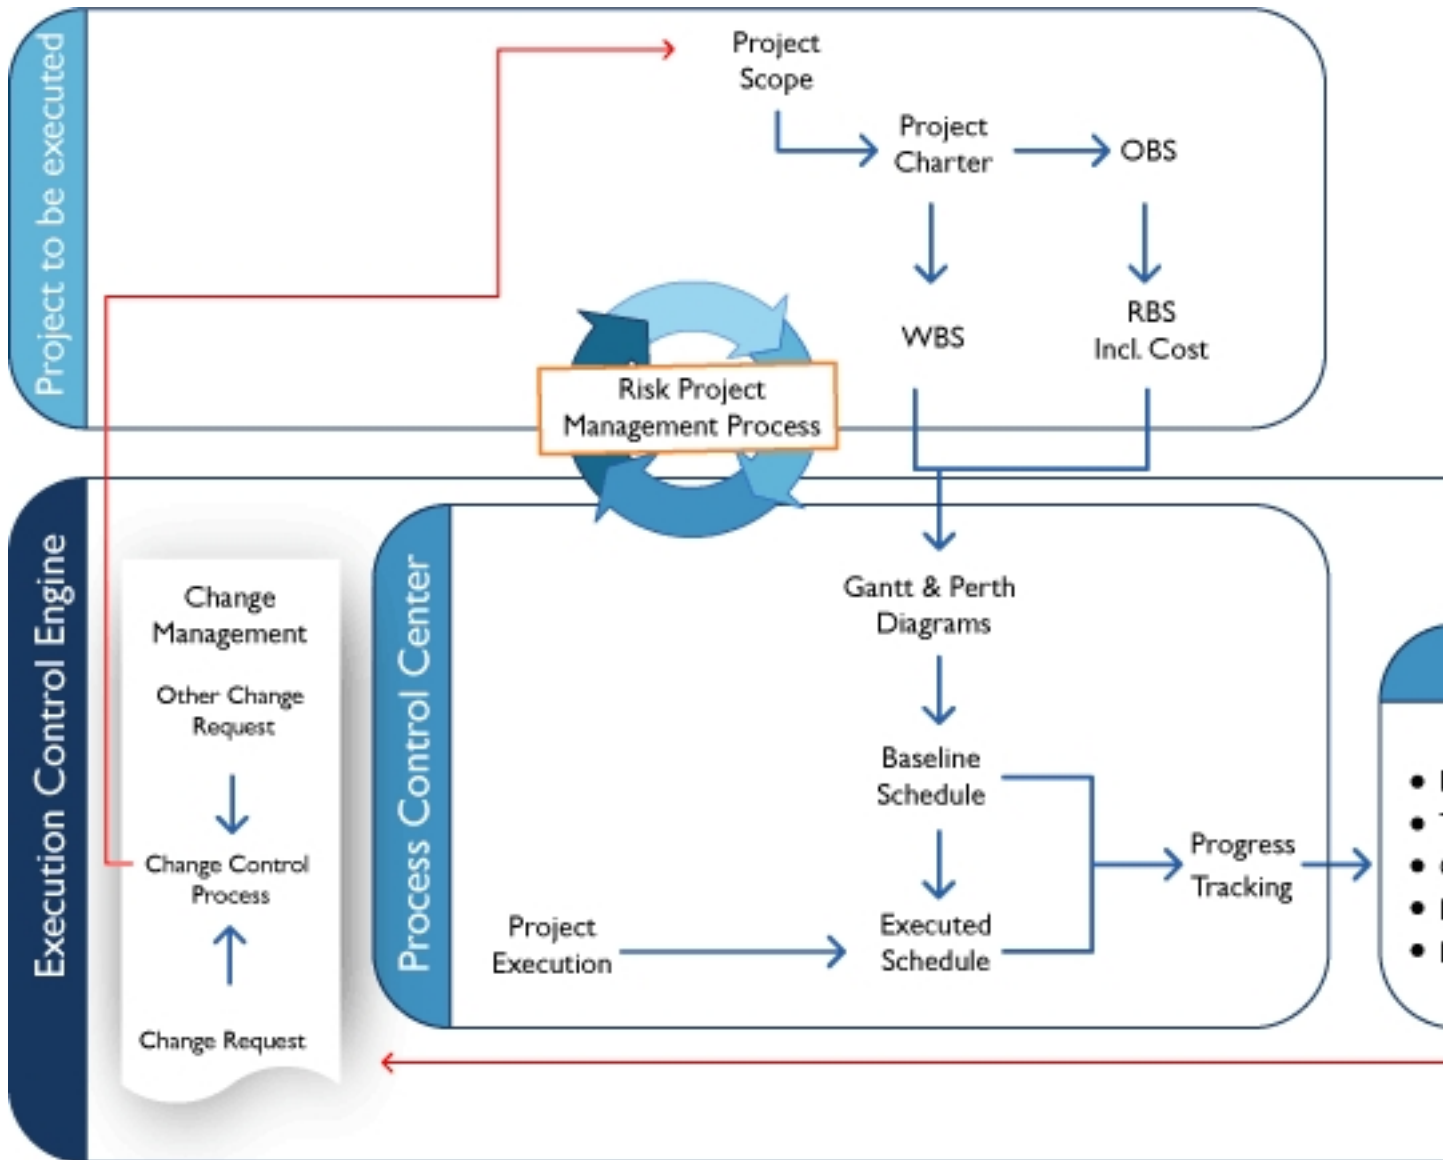 Project to be executed
Project
Scope
Project
Charter
OBS
WBS
RBS
Incl. Cost
Risk Project
Management Process
Execution Control Engine
Change
Management
Other Change
Request
Change Control
Process
Change Request
Process Control Center
Gantt & Perth
Diagrams
Baseline
Schedule
Project
Execution
Executed
Schedule
Progress
Tracking